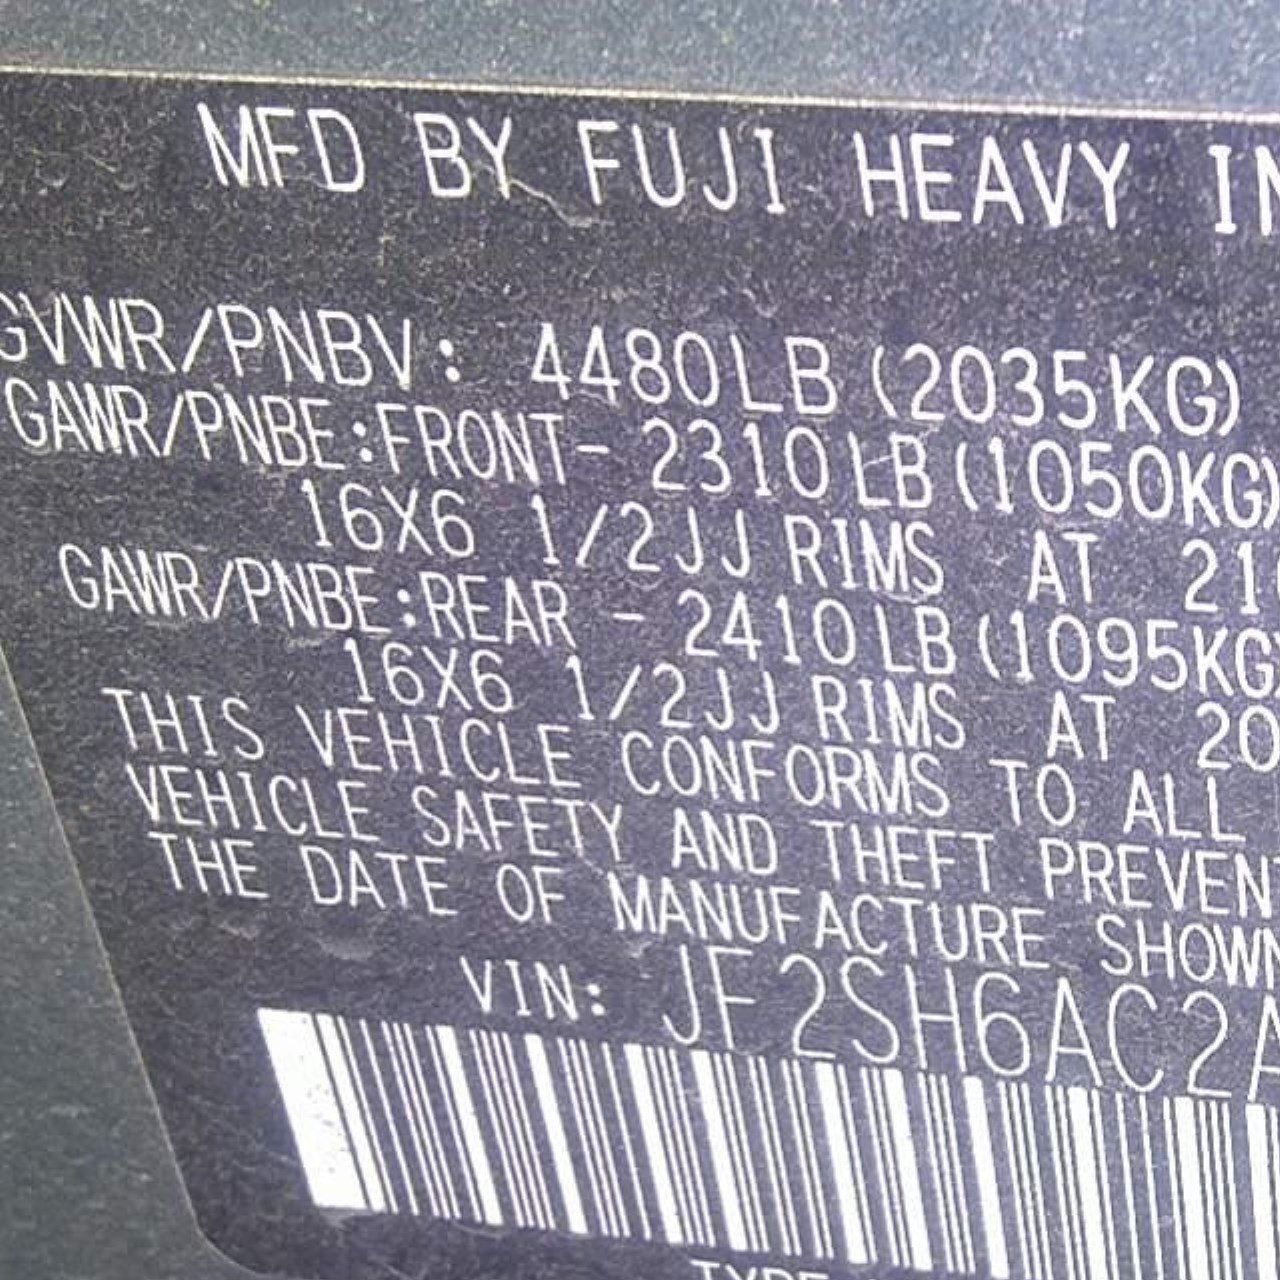 MFD BY FUJI HEAVY IN
GVWR/PNBV: 4480LB (2035KG)
GAWR/PNBE:FRONT- 2310LB (1050KG)
16X6 1/2JJ RIMS AT 21
GAWR/PNBE:REAR - 2410LB (1095KG)
16X6 1/2JJ RIMS AT 20
THIS VEHICLE CONFORMS TO ALL
VEHICLE SAFETY AND THEFT PREVEN
THE DATE OF MANUFACTURE SHOWN
VIN: JF2SH6AC2A
TYPE